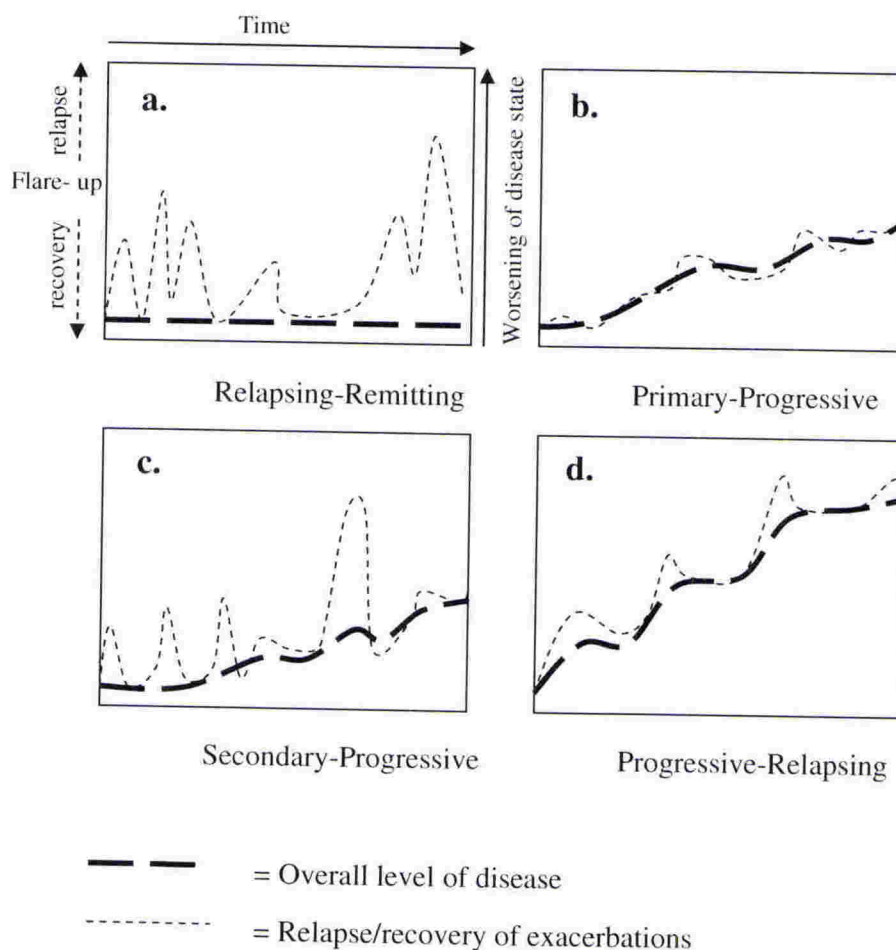 Time
a.
b.
relapse
Flare- up
recovery
Worsening of disease state
Relapsing-Remitting
Primary-Progressive
c.
d.
Secondary-Progressive
Progressive-Relapsing
= Overall level of disease
= Relapse/recovery of exacerbations